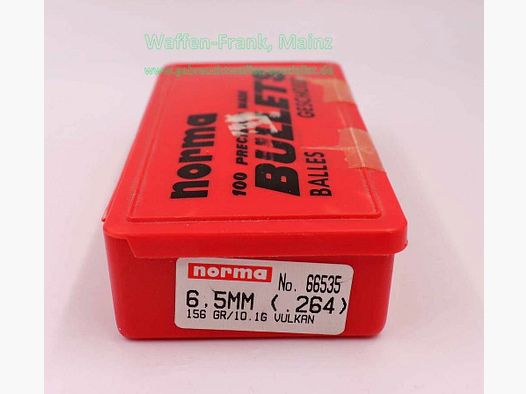 Waffen-Frank, Mainz
norma
100 PRECISION MADE
BULLETS
BALLES GESCHOSSE
norma No. 66535
6,5MM (.264)
156 GR/10.1G VULKAN